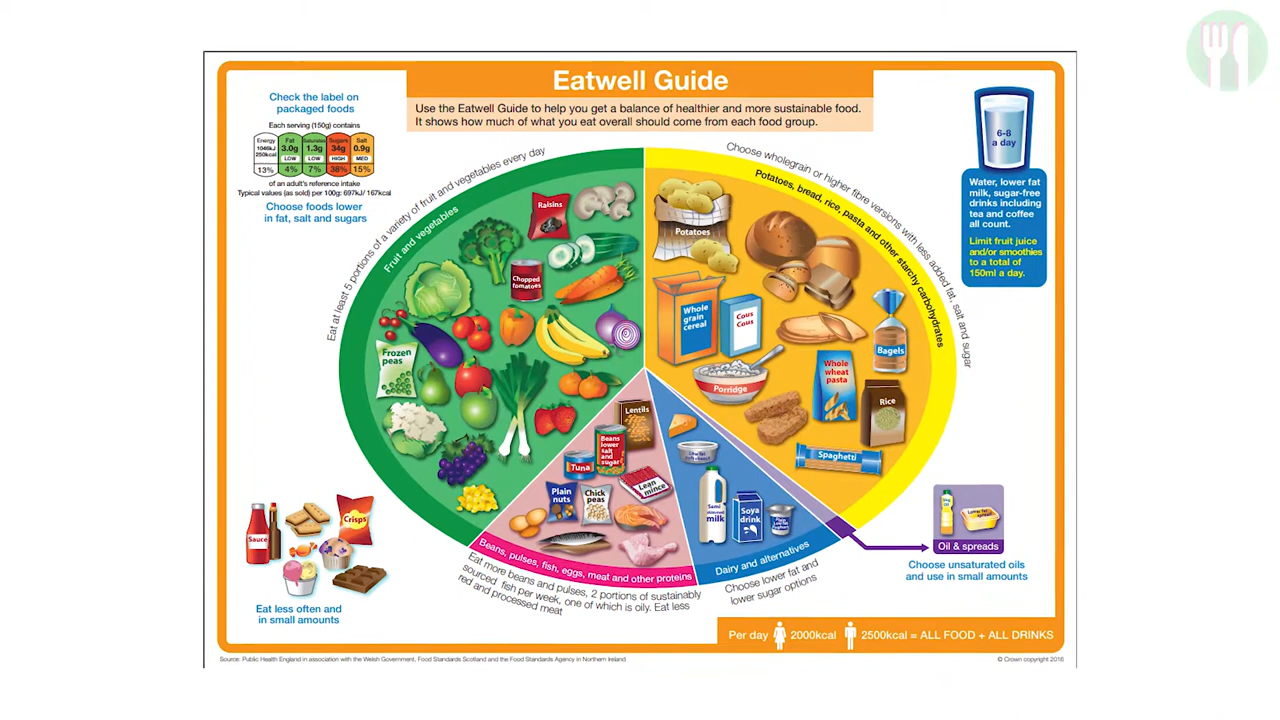 Eatwell Guide
Use the Eatwell Guide to help you get a balance of healthier and more sustainable food.
It shows how much of what you eat overall should come from each food group.
Check the label on
packaged foods
Each serving (150g) contains
Energy
1046kJ
250kcal
13%
Fat
3.0g
LOW
4%
Saturates
1.3g
LOW
7%
Sugars
34g
HIGH
38%
Salt
0.9g
MED
15%
of an adult's reference intake
Typical values (as sold) per 100g: 697kJ/ 167kcal
Choose foods lower
in fat, salt and sugars
6-8
a day
Water, lower fat
milk, sugar-free
drinks including
tea and coffee
all count.
Limit fruit juice
and/or smoothies
to a total of
150ml a day.
Eat at least 5 portions of a variety of fruit and vegetables every day
Fruit and vegetables
Raisins
Chopped
tomatoes
Frozen
peas
Choose wholegrain or higher fibre versions with less added fat, salt and sugar
Potatoes, bread, rice, pasta and other starchy carbohydrates
Potatoes
Whole
grain
cereal
Cous
Cous
Bagels
Porridge
Whole
wheat
pasta
Rice
Spaghetti
Lentils
Beans
lower
salt
and
sugar
Tuna
Lean
mince
Plain
nuts
Chick
peas
Beans, pulses, fish, eggs, meat and other proteins
Eat more beans and pulses, 2 portions of sustainably
sourced fish per week, one of which is oily. Eat less
red and processed meat
Semi
skimmed
milk
Soya
drink
Dairy and alternatives
Choose lower fat and
lower sugar options
Oil & spreads
Choose unsaturated oils
and use in small amounts
Sauce
Crisps
Eat less often and
in small amounts
Per day 2000kcal 2500kcal = ALL FOOD + ALL DRINKS
Source: Public Health England in association with the Welsh Government, Food Standards Scotland and the Food Standards Agency in Northern Ireland
© Crown copyright 2016